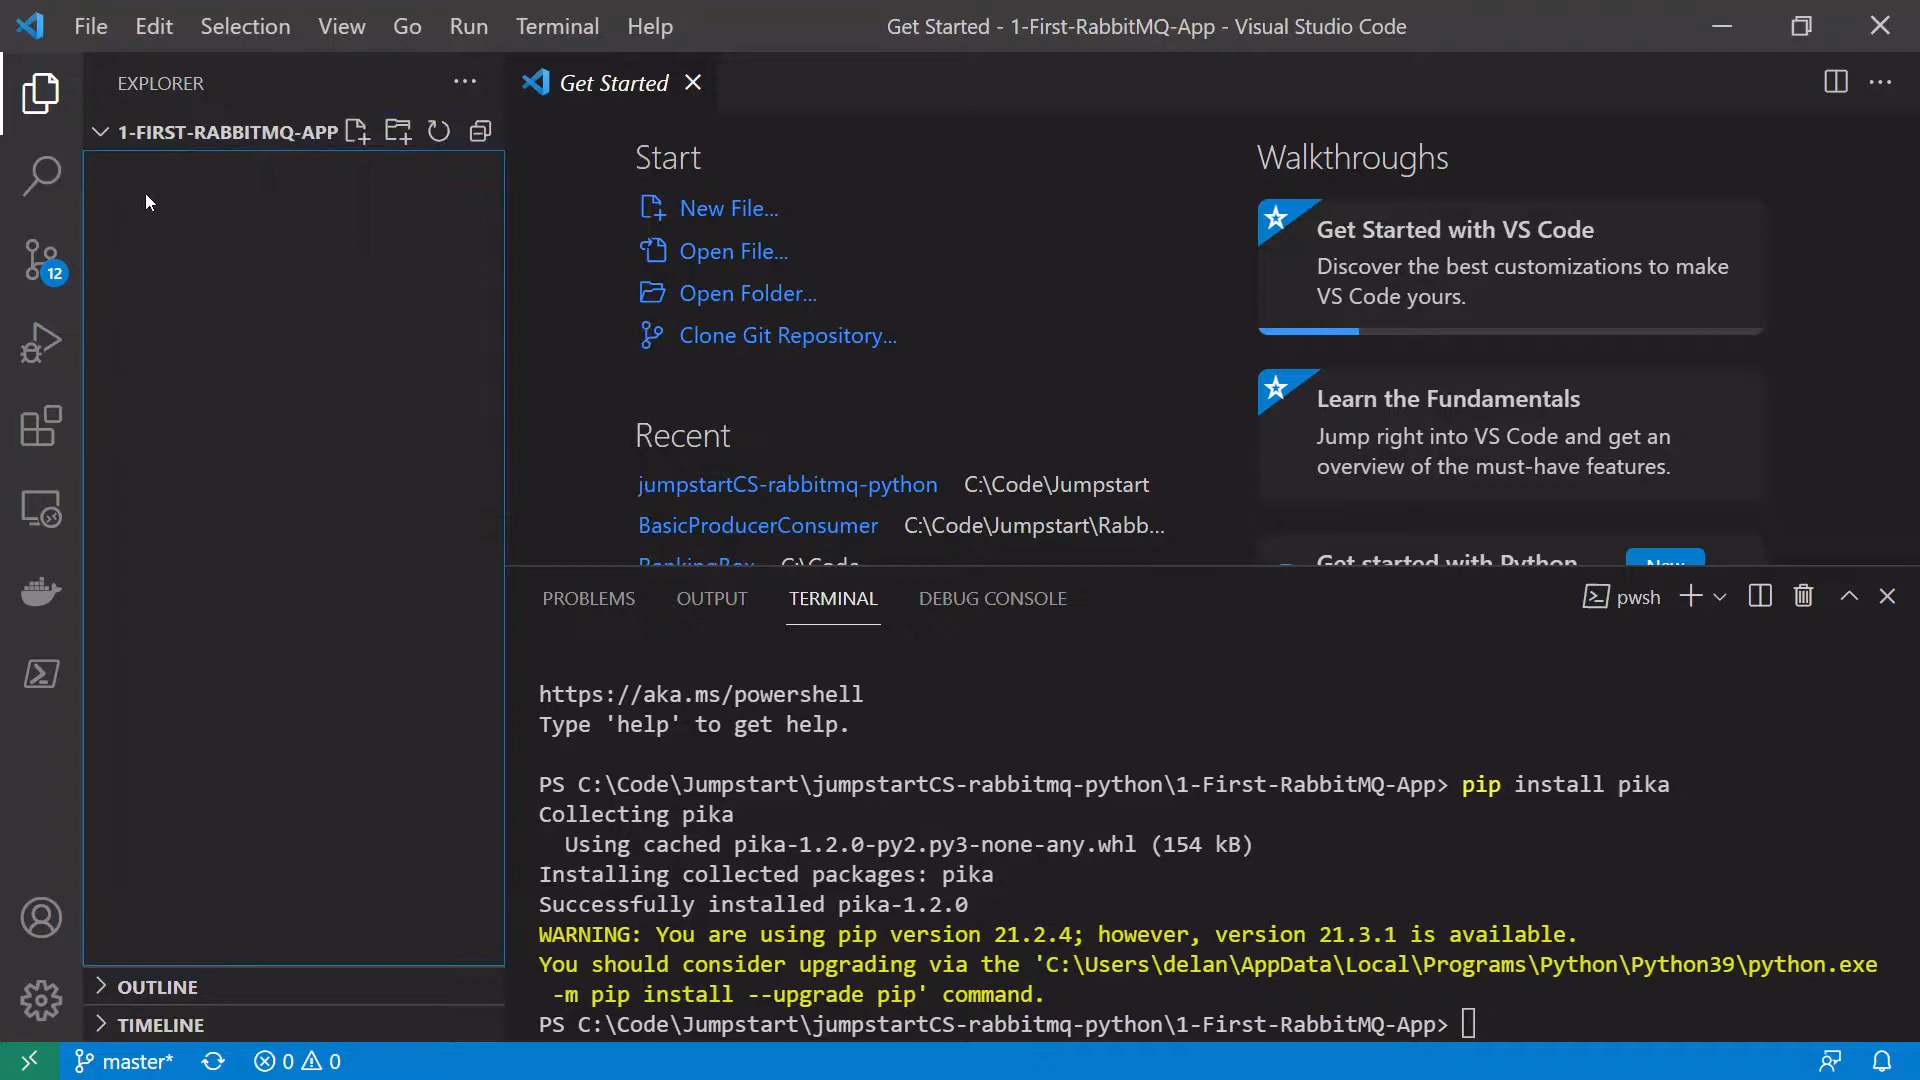 File Edit Selection View Go Run Terminal Help
Get Started - 1-First-RabbitMQ-App - Visual Studio Code
EXPLORER
1-FIRST-RABBITMQ-APP
12
OUTLINE
TIMELINE
Get Started
Start
New File...
Open File...
Open Folder...
Clone Git Repository...
Recent
jumpstartCS-rabbitmq-python C:\Code\Jumpstart
BasicProducerConsumer C:\Code\Jumpstart\Rabb...
BankingBox C:\Code
Walkthroughs
Get Started with VS Code
Discover the best customizations to make
VS Code yours.
Learn the Fundamentals
Jump right into VS Code and get an
overview of the must-have features.
Get started with Python New
PROBLEMS OUTPUT TERMINAL DEBUG CONSOLE
pwsh
https://aka.ms/powershell
Type 'help' to get help.
PS C:\Code\Jumpstart\jumpstartCS-rabbitmq-python\1-First-RabbitMQ-App> pip install pika
Collecting pika
Using cached pika-1.2.0-py2.py3-none-any.whl (154 kB)
Installing collected packages: pika
Successfully installed pika-1.2.0
WARNING: You are using pip version 21.2.4; however, version 21.3.1 is available.
You should consider upgrading via the 'C:\Users\delan\AppData\Local\Programs\Python\Python39\python.exe
-m pip install --upgrade pip' command.
PS C:\Code\Jumpstart\jumpstartCS-rabbitmq-python\1-First-RabbitMQ-App>
master* 0 0